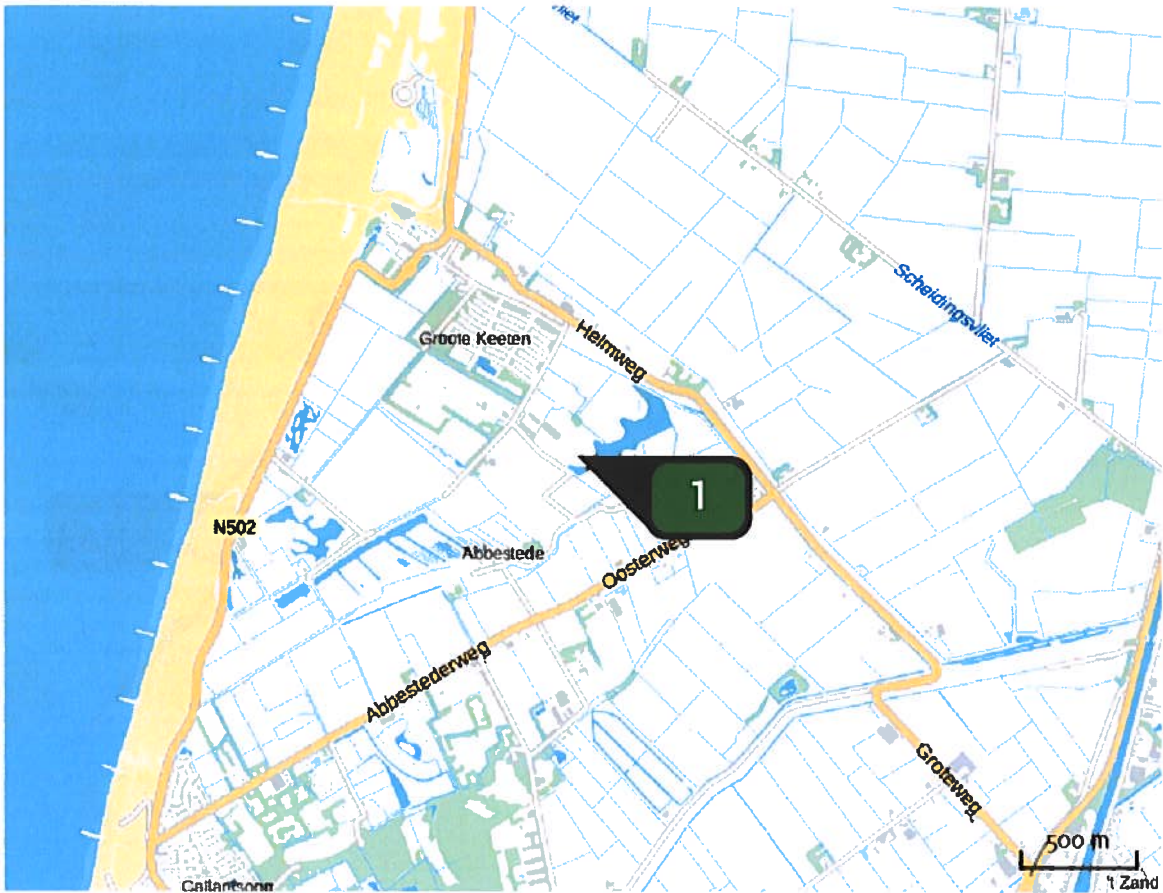 Scheidingsvliet
Groote Keeten
Helmweg
1
N502
Abbestede
Oosterweg
Abbestederweg
Groteweg
500 m
't Zand